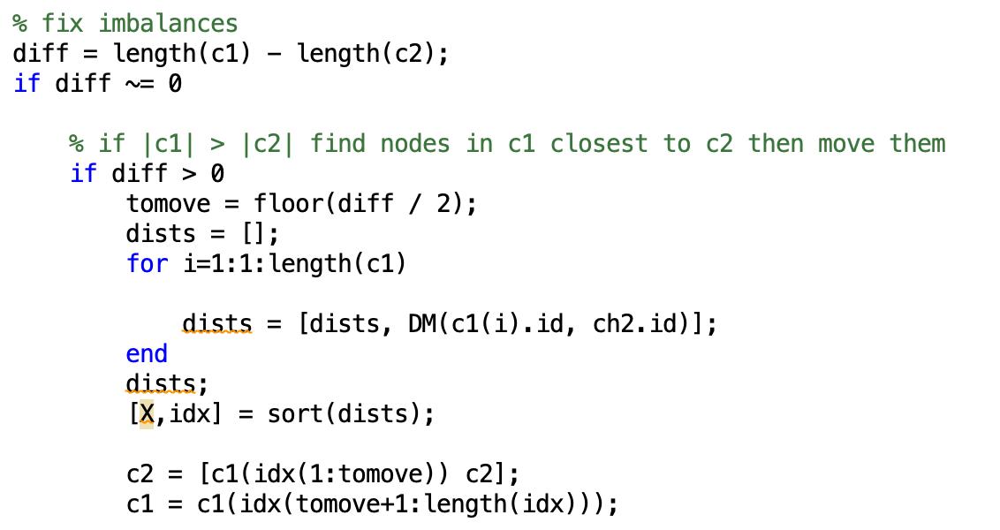 % fix imbalances
diff = length(c1) - length(c2);
if diff ~= 0
% if |c1| > |c2| find nodes in c1 closest to c2 then move them
if diff > 0
tomove = floor(diff / 2);
dists = [];
for i=1:1:length(c1)
dists = [dists, DM(c1(i).id, ch2.id)];
end
dists;
[X,idx] = sort(dists);
c2 = [c1(idx(1:tomove)) c2];
c1 = c1(idx(tomove+1:length(idx)));